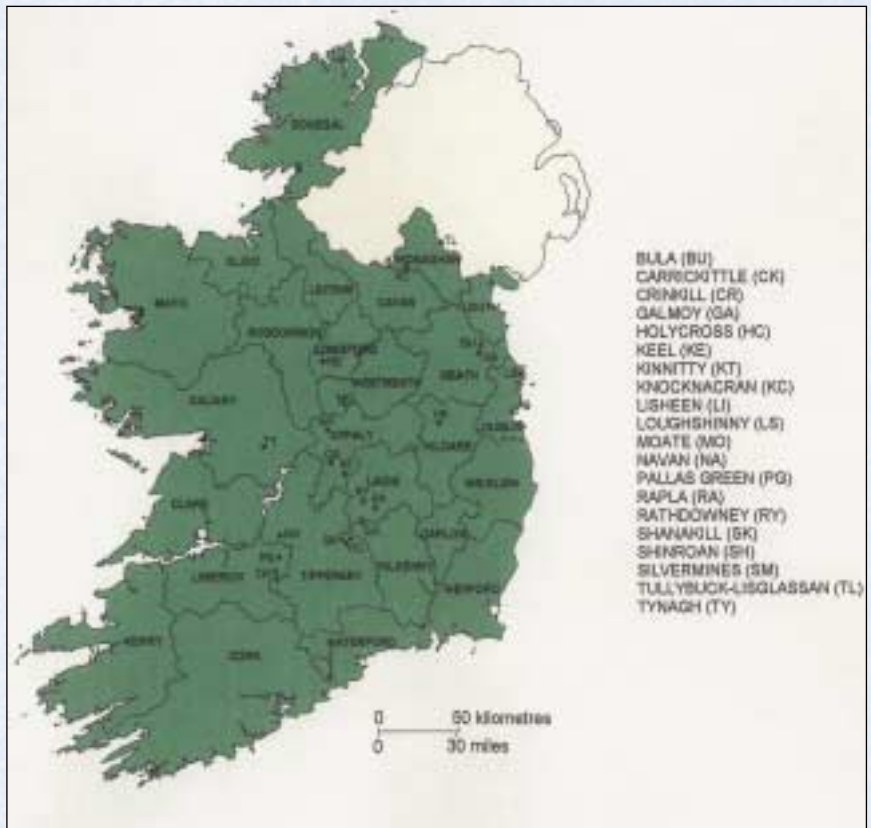 DONEGAL
TL
MONAGHAN
SLIGO
LEITRIM
CAVAN
LOUTH
MAYO
ROSCOMMON
LONGFORD
MEATH
WESTMEATH
GALWAY
DUBLIN
OFFALY
KILDARE
LAOIS
WICKLOW
CLARE
CARLOW
LIMERICK
TIPPERARY
KILKENNY
WEXFORD
KERRY
CORK
WATERFORD
BULA (BU)
CARRICKITTLE (CK)
CRINKILL (CR)
GALMOY (GA)
HOLYCROSS (HC)
KEEL (KE)
KINNITTY (KT)
KNOCKNACRAN (KC)
LISHEEN (LI)
LOUGHSHINNY (LS)
MOATE (MO)
NAVAN (NA)
PALLAS GREEN (PG)
RAPLA (RA)
RATHDOWNEY (RY)
SHANAKILL (SK)
SHINROAN (SH)
SILVERMINES (SM)
TULLYBUCK-LISGLASSAN (TL)
TYNAGH (TY)
0 50 kilometres
0 30 miles